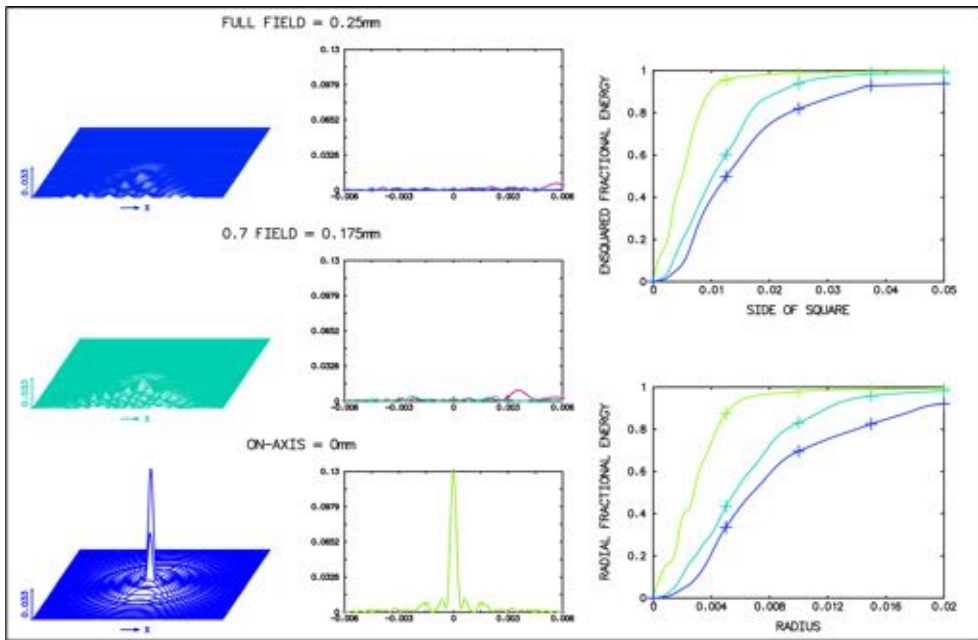 FULL FIELD = 0.25mm
0.13
0.0979
0.0652
0.0326
0
-0.006 -0.003 0 0.003 0.006
0.033
X
0.7 FIELD = 0.175mm
0.13
0.0979
0.0652
0.0326
0
-0.006 -0.003 0 0.003 0.006
0.033
X
ON-AXIS = 0mm
0.13
0.0979
0.0652
0.0326
0
-0.006 -0.003 0 0.003 0.006
0.033
X
ENSQUARED FRACTIONAL ENERGY
1
0.8
0.6
0.4
0.2
0
0 0.01 0.02 0.03 0.04 0.05
SIDE OF SQUARE
RADIAL FRACTIONAL ENERGY
1
0.8
0.6
0.4
0.2
0
0 0.004 0.008 0.012 0.016 0.02
RADIUS